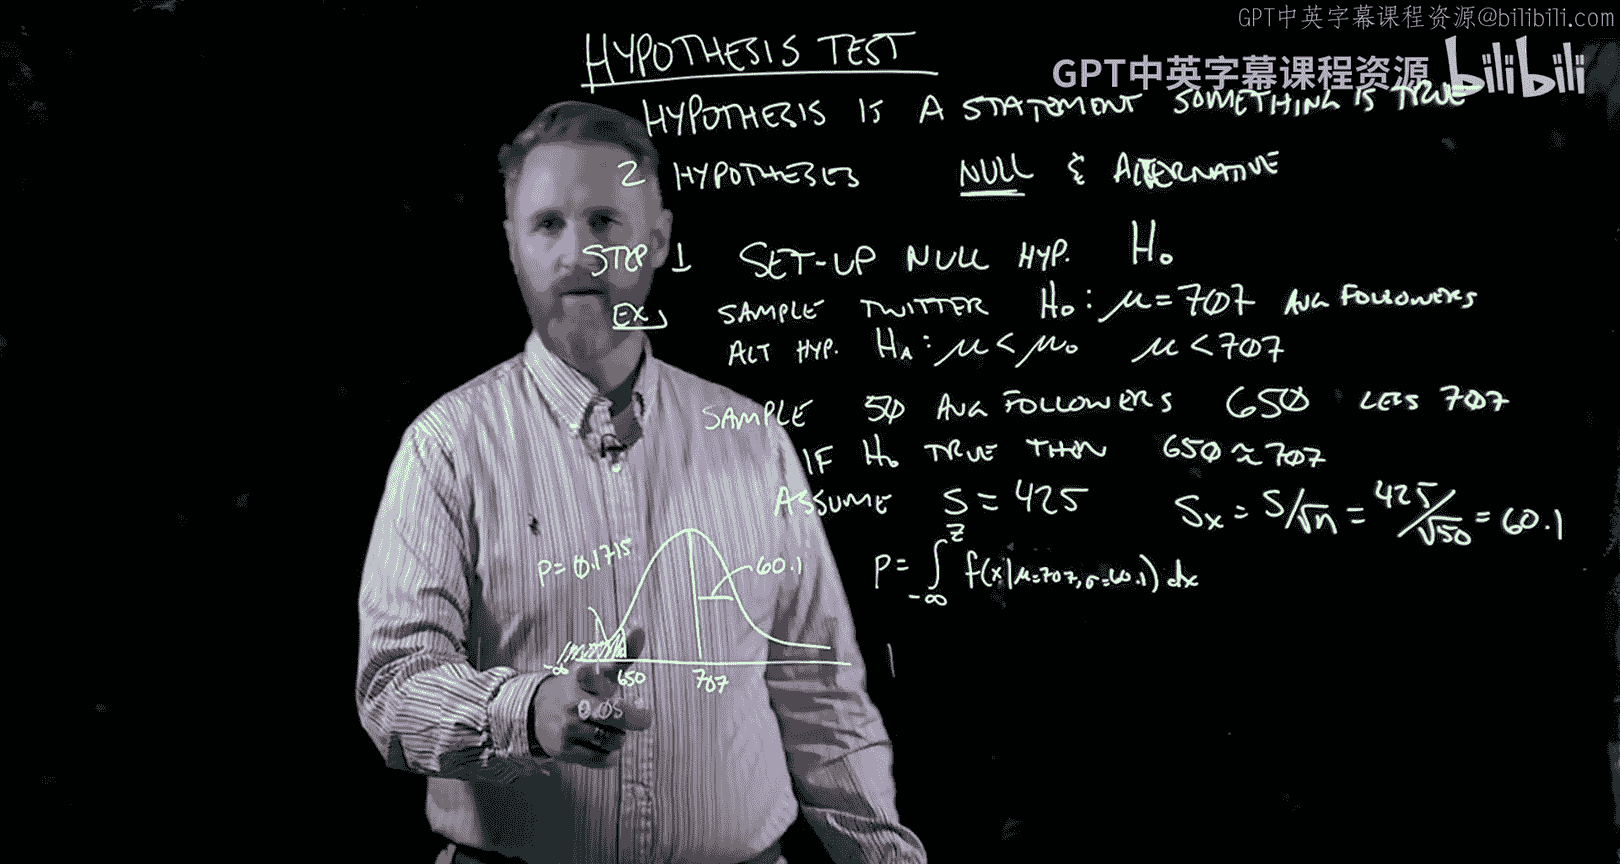 GPT中英字幕课程资源@bilibili.com
GPT中英字幕课程资源 bilibili
HYPOTHESIS TEST
HYPOTHESIS IS A STATEMENT SOMETHING IS TRUE
2 HYPOTHESES NULL & ALTERNATIVE
STEP 1 SET-UP NULL HYP. H₀
EX, SAMPLE TWITTER H₀: μ=707 AVG FOLLOWERS
ALT HYP. Hₐ: μ<μ₀ μ<707
SAMPLE 50 AVG FOLLOWERS 650 LESS 707
IF H₀ TRUE THEN 650≈707
ASSUME S=425 Sₓ = S/√n = 425/√50 = 60.1
P= ∫ z -∞ f(x|μ=707,σ=60.1) dx
P=0.1715
60.1
-∞ 650 707
0.05